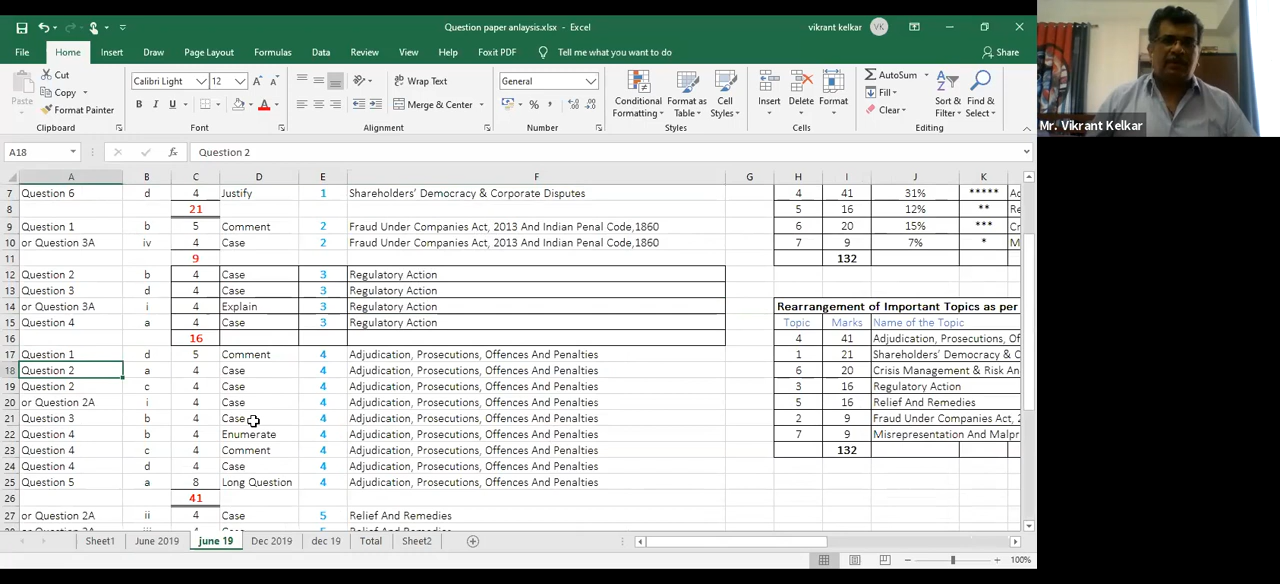 Question paper anlaysis.xlsx - Excel
vikrant kelkar VK
File Home Insert Draw Page Layout Formulas Data Review View Help Foxit PDF Tell me what you want to do Share
Paste Cut Copy Format Painter Clipboard
Calibri Light 12 A A B I U A Font
Wrap Text Merge & Center Alignment
General % , Number
Conditional Formatting Format as Table Cell Styles Styles
Insert Delete Format Cells
AutoSum Fill Clear Sort & Filter Find & Select Editing
Mr. Vikrant Kelkar
A18 fx Question 2
A B C D E F G H I J K
7 Question 6 d 4 Justify 1 Shareholders' Democracy & Corporate Disputes 4 41 31% *****
8 21 5 16 12% **
9 Question 1 b 5 Comment 2 Fraud Under Companies Act, 2013 And Indian Penal Code,1860 6 20 15% ***
10 or Question 3A iv 4 Case 2 Fraud Under Companies Act, 2013 And Indian Penal Code,1860 7 9 7% *
11 9 132
12 Question 2 b 4 Case 3 Regulatory Action
13 Question 3 d 4 Case 3 Regulatory Action
14 or Question 3A i 4 Explain 3 Regulatory Action Rearrangement of Important Topics as per
15 Question 4 a 4 Case 3 Regulatory Action Topic Marks Name of the Topic
16 16 4 41 Adjudication, Prosecutions, Of
17 Question 1 d 5 Comment 4 Adjudication, Prosecutions, Offences And Penalties 1 21 Shareholders' Democracy & C
18 Question 2 a 4 Case 4 Adjudication, Prosecutions, Offences And Penalties 6 20 Crisis Management & Risk An
19 Question 2 c 4 Case 4 Adjudication, Prosecutions, Offences And Penalties 3 16 Regulatory Action
20 or Question 2A i 4 Case 4 Adjudication, Prosecutions, Offences And Penalties 5 16 Relief And Remedies
21 Question 3 b 4 Case 4 Adjudication, Prosecutions, Offences And Penalties 2 9 Fraud Under Companies Act, 2
22 Question 4 b 4 Enumerate 4 Adjudication, Prosecutions, Offences And Penalties 7 9 Misrepresentation And Malpr
23 Question 4 c 4 Comment 4 Adjudication, Prosecutions, Offences And Penalties 132
24 Question 4 d 4 Case 4 Adjudication, Prosecutions, Offences And Penalties
25 Question 5 a 8 Long Question 4 Adjudication, Prosecutions, Offences And Penalties
26 41
27 or Question 2A ii 4 Case 5 Relief And Remedies
Sheet1 June 2019 june 19 Dec 2019 dec 19 Total Sheet2
100%